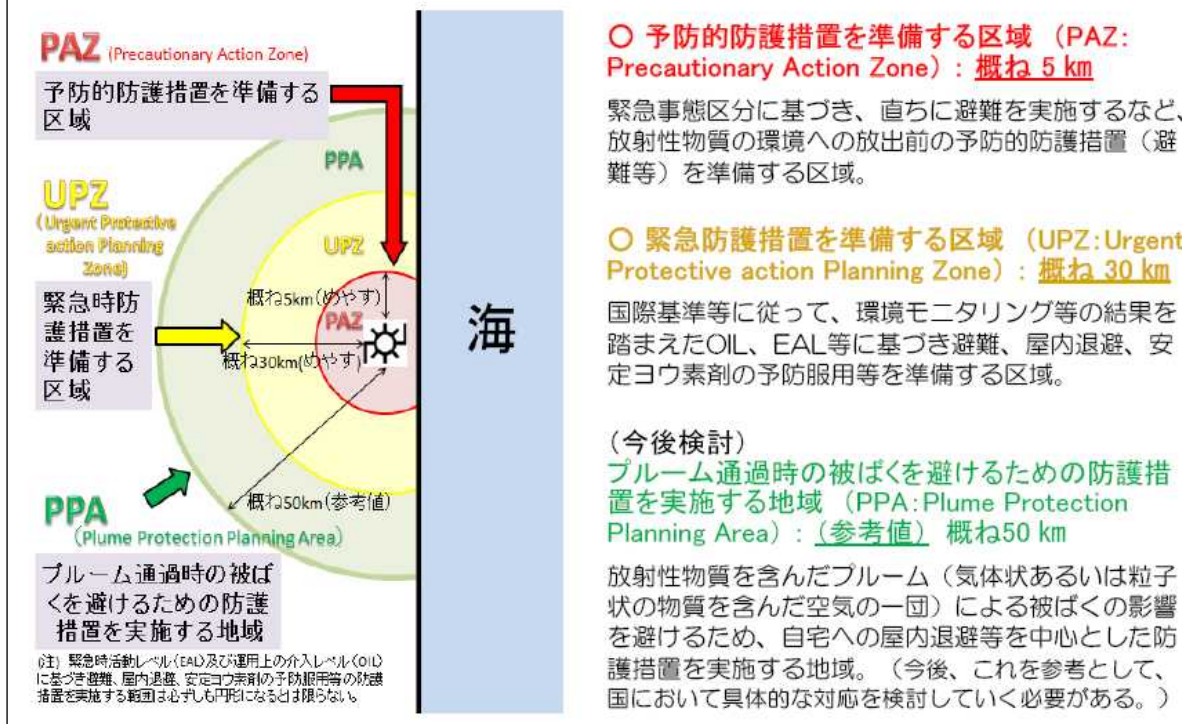 PAZ (Precautionary Action Zone)
予防的防護措置を準備する
区域
PPA
UPZ
(Urgent Protective
action Planning
Zone)
UPZ
緊急時防
護措置を
準備する
区域
概ね5km(めやす)
PAZ
概ね30km(めやす)
海
概ね50km(参考値)
PPA
(Plume Protection Planning Area)
プルーム通過時の被ば
くを避けるための防護
措置を実施する地域
(注) 緊急時活動レベル(EAL)及び運用上の介入レベル(OIL)
に基づき避難、屋内退避、安定ヨウ素剤の予防服用等の防護
措置を実施する範囲は必ずしも円形になるとは限らない。
○ 予防的防護措置を準備する区域 (PAZ:
Precautionary Action Zone) : 概ね 5 km
緊急事態区分に基づき、直ちに避難を実施するなど、
放射性物質の環境への放出前の予防的防護措置(避
難等)を準備する区域。
○ 緊急防護措置を準備する区域 (UPZ:Urgent
Protective action Planning Zone) : 概ね 30 km
国際基準等に従って、環境モニタリング等の結果を
踏まえたOIL、EAL等に基づき避難、屋内退避、安
定ヨウ素剤の予防服用等を準備する区域。
(今後検討)
プルーム通過時の被ばくを避けるための防護措
置を実施する地域 (PPA:Plume Protection
Planning Area) : (参考値) 概ね50 km
放射性物質を含んだプルーム(気体状あるいは粒子
状の物質を含んだ空気の一団)による被ばくの影響
を避けるため、自宅への屋内退避等を中心とした防
護措置を実施する地域。(今後、これを参考として、
国において具体的な対応を検討していく必要がある。)